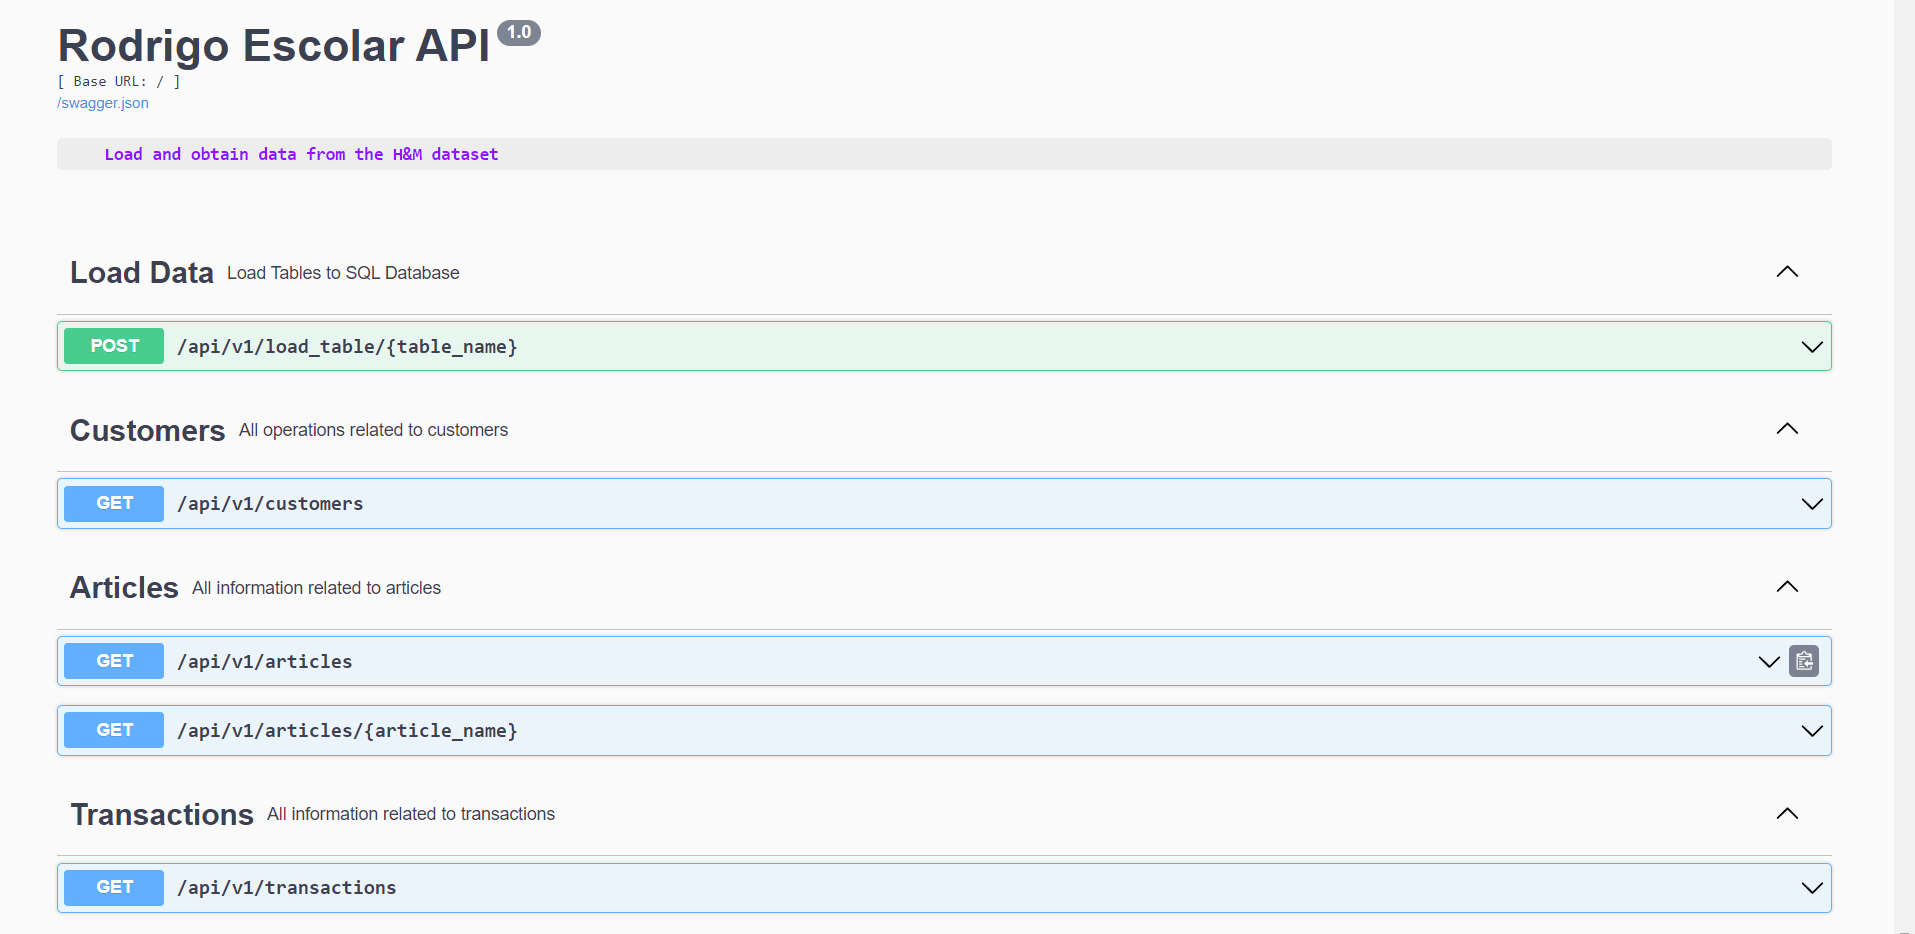 Rodrigo Escolar API 1.0
[ Base URL: / ]
/swagger.json
Load and obtain data from the H&M dataset
Load Data Load Tables to SQL Database
POST /api/v1/load_table/{table_name}
Customers All operations related to customers
GET /api/v1/customers
Articles All information related to articles
GET /api/v1/articles
GET /api/v1/articles/{article_name}
Transactions All information related to transactions
GET /api/v1/transactions